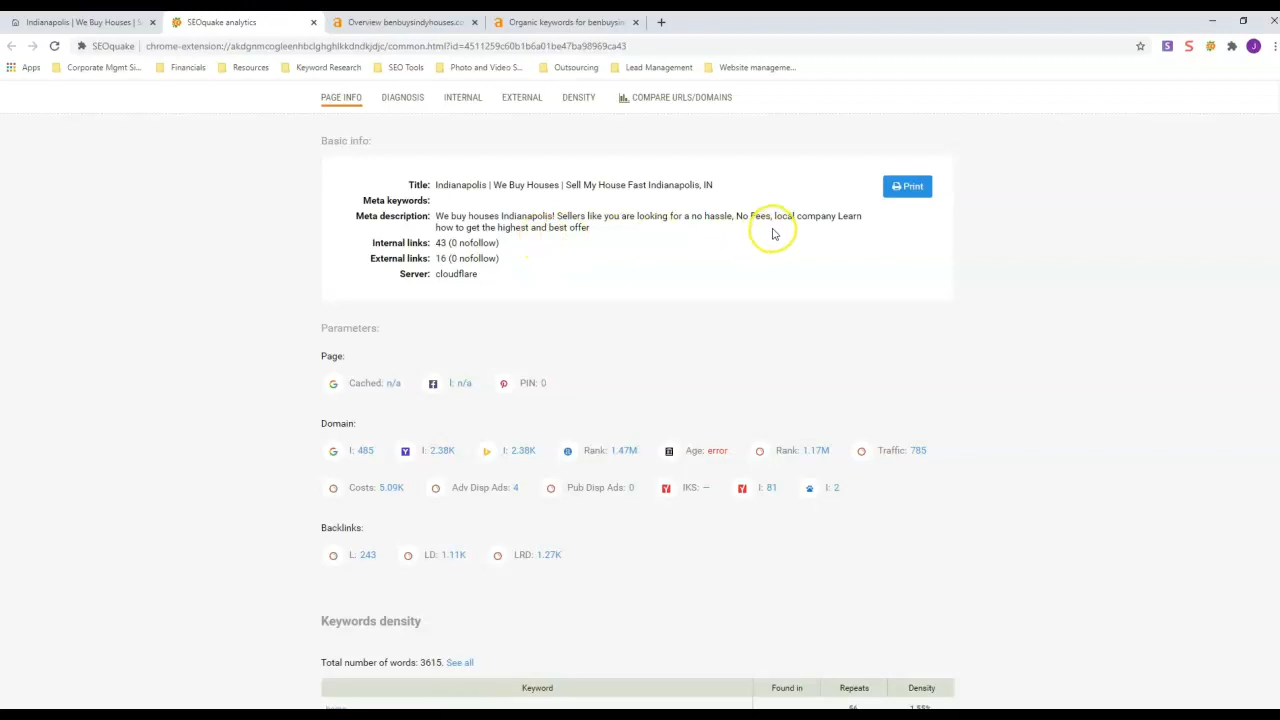 Indianapolis | We Buy Houses | S
SEOquake analytics
Overview benbuysindyhouses.co
Organic keywords for benbuysin
SEOquake
chrome-extension://akdgnmcogleenhbclghghlkkdndkjdjc/common.html?id=4511259c60b1b6a01be47ba98969ca43
Apps
Corporate Mgmt Si...
Financials
Resources
Keyword Research
SEO Tools
Photo and Video S...
Outsourcing
Lead Management
Website manageme...
PAGE INFO
DIAGNOSIS
INTERNAL
EXTERNAL
DENSITY
COMPARE URLS/DOMAINS
Basic info:
Title: Indianapolis | We Buy Houses | Sell My House Fast Indianapolis, IN
Print
Meta keywords:
Meta description: We buy houses Indianapolis! Sellers like you are looking for a no hassle, No Fees, local company Learn
how to get the highest and best offer
Internal links: 43 (0 nofollow)
External links: 16 (0 nofollow)
Server: cloudflare
Parameters:
Page:
Cached: n/a
l: n/a
PIN: 0
Domain:
I: 485
I: 2.38K
I: 2.38K
Rank: 1.47M
Age: error
Rank: 1.17M
Traffic: 785
Costs: 5.09K
Adv Disp Ads: 4
Pub Disp Ads: 0
IKS: —
I: 81
I: 2
Backlinks:
L: 243
LD: 1.11K
LRD: 1.27K
Keywords density
Total number of words: 3615. See all
Keyword
Found in
Repeats
Density
56
1.55%